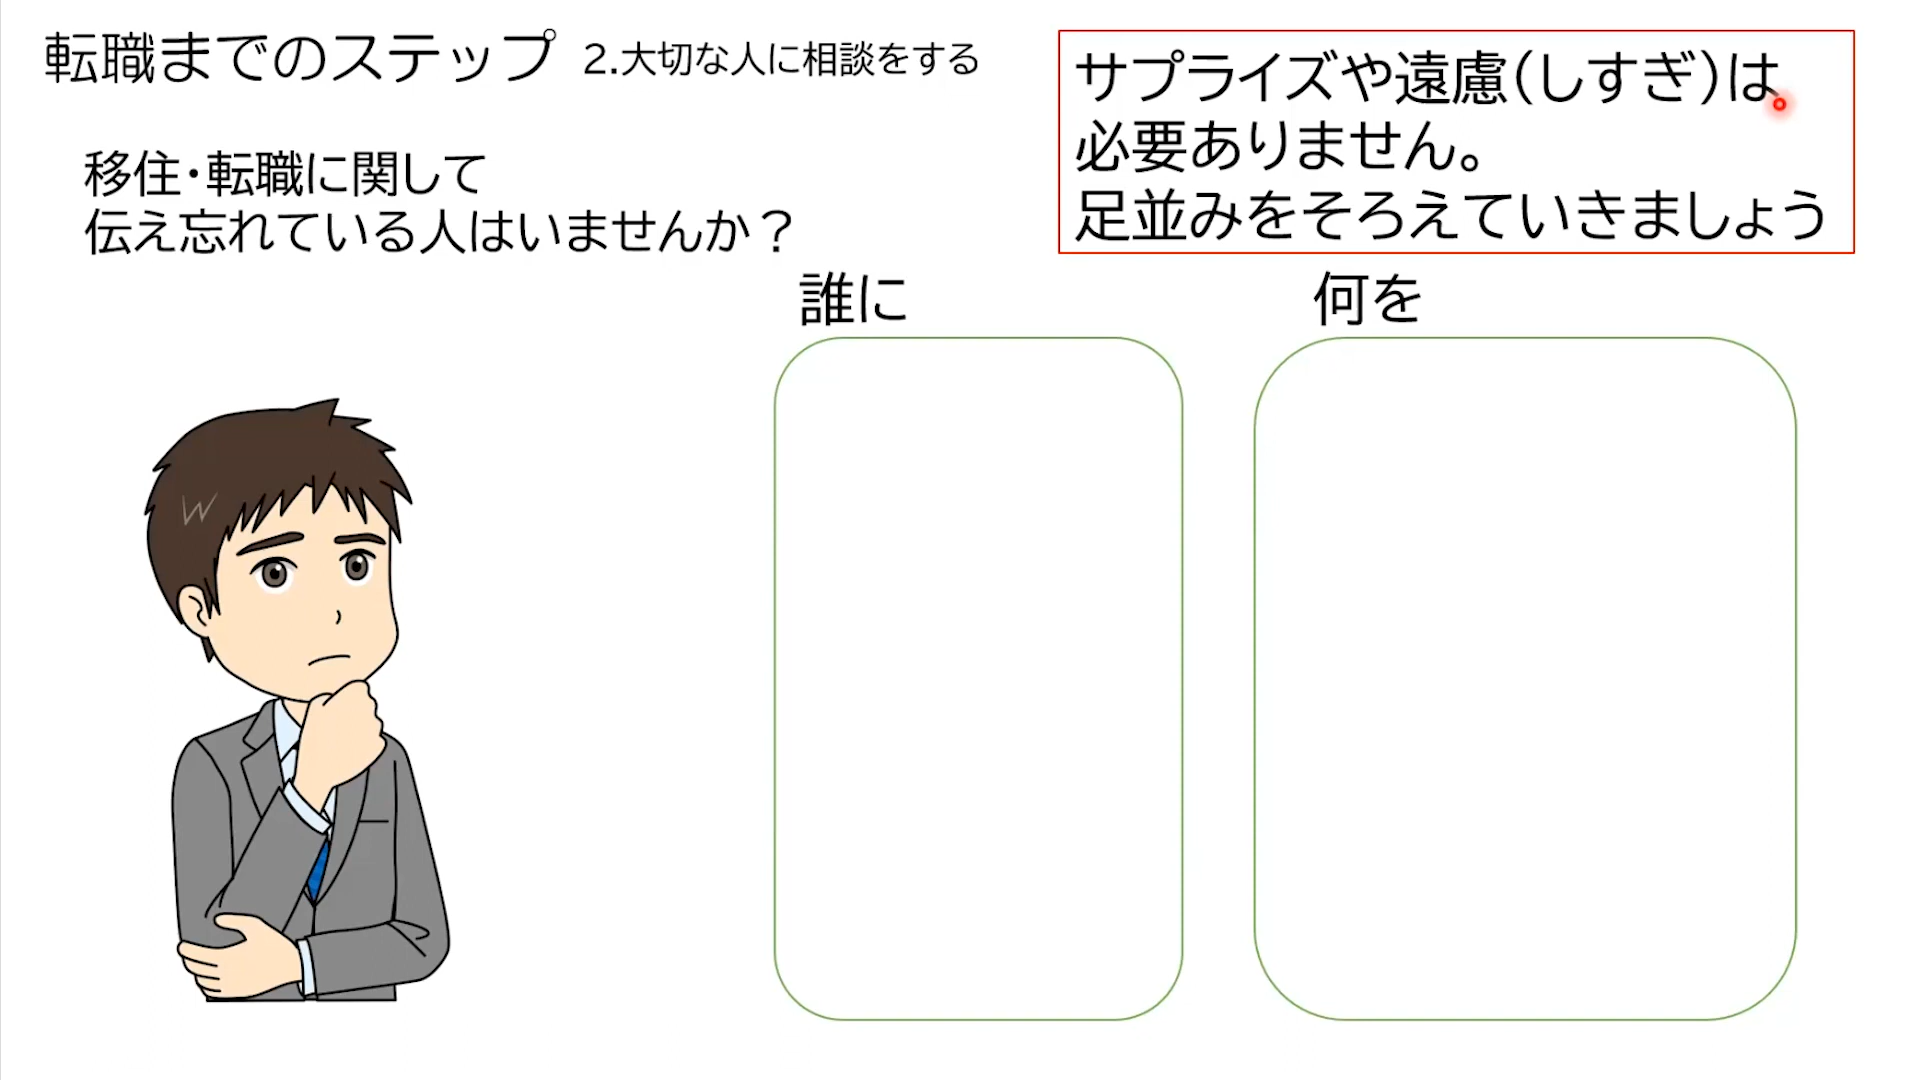 転職までのステップ 2.大切な人に相談をする
サプライズや遠慮(しすぎ)は
必要ありません。
足並みをそろえていきましょう
移住・転職に関して
伝え忘れている人はいませんか?
誰に
何を